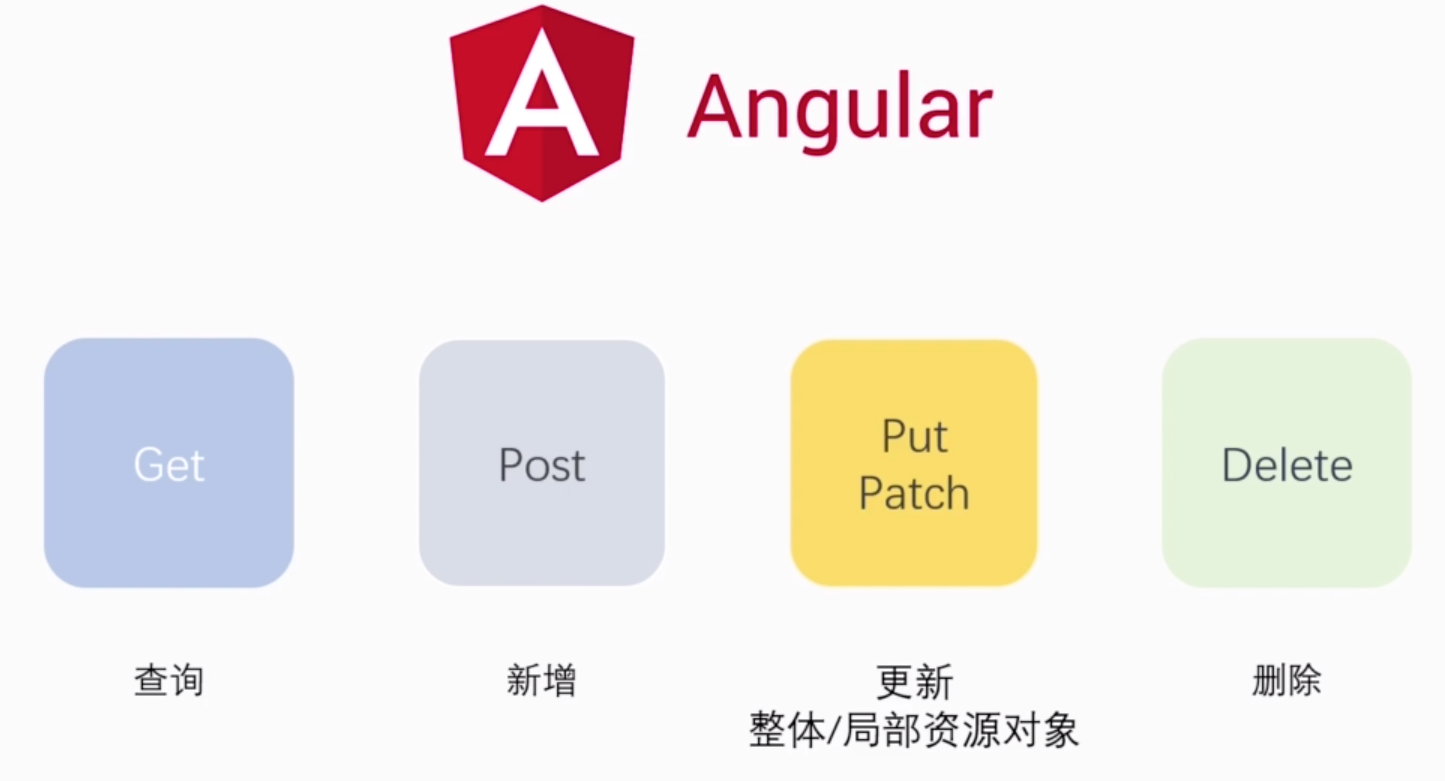 Angular
Get
Post
Put
Patch
Delete
查询
新增
更新
整体/局部资源对象
删除